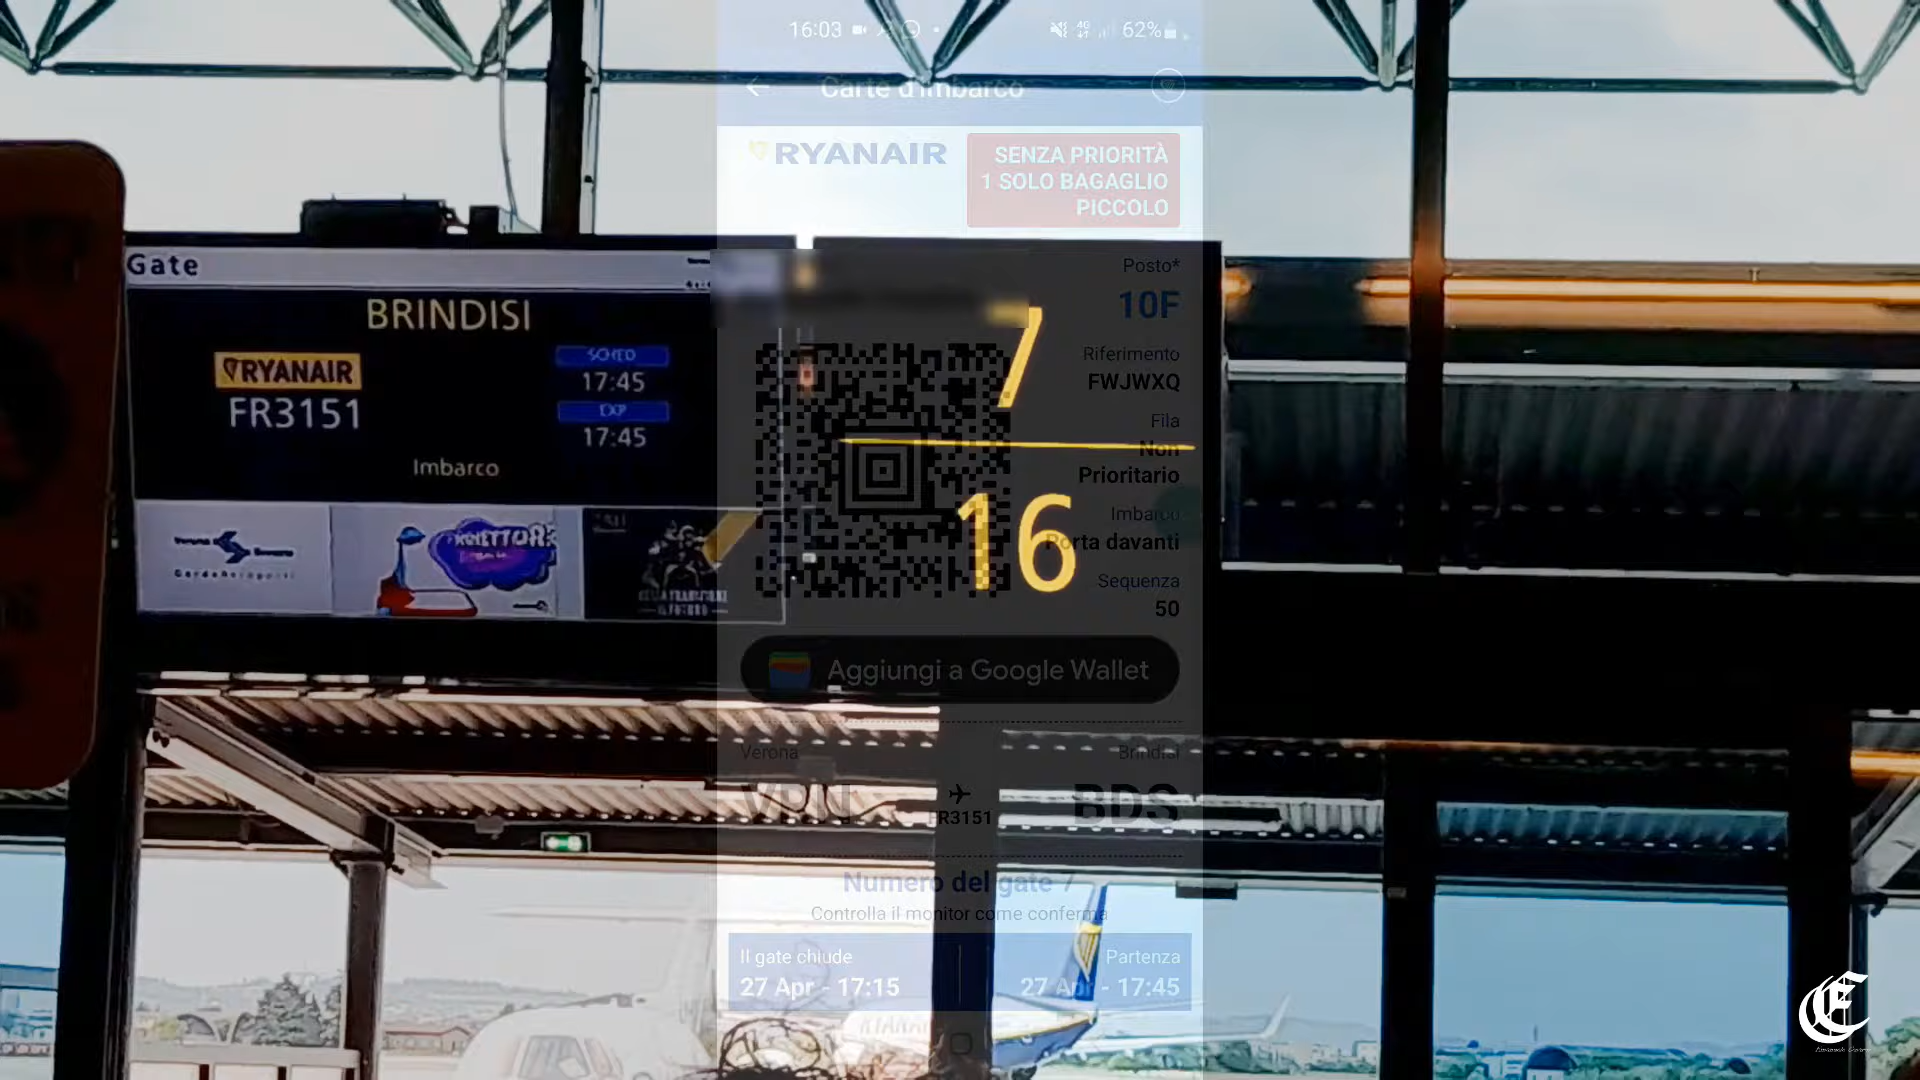 16:03
62%
Carte d'imbarco
RYANAIR
SENZA PRIORITÀ
1 SOLO BAGAGLIO
PICCOLO
Gate
BRINDISI
RYANAIR
FR3151
SCHED
17:45
EXP
17:45
Imbarco
7
16
Posto*
10F
Riferimento
FWJWXQ
Fila
Non
Prioritario
Imbarco
Porta davanti
Sequenza
50
Aggiungi a Google Wallet
Verona
Brindisi
VRN
FR3151
BDS
Numero del gate 7
Controlla il monitor come conferma
Il gate chiude
27 Apr - 17:15
Partenza
27 Apr - 17:45